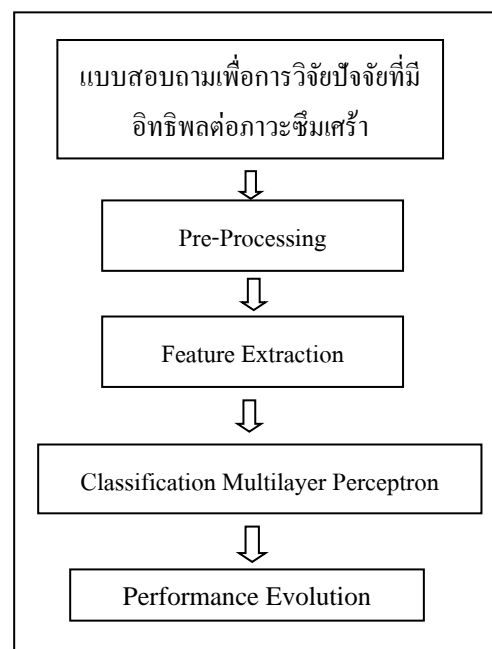 แบบสอบถามเพื่อการวิจัยปัจจัยที่มี
อิทธิพลต่อภาวะซึมเศร้า
Pre-Processing
Feature Extraction
Classification Multilayer Perceptron
Performance Evolution